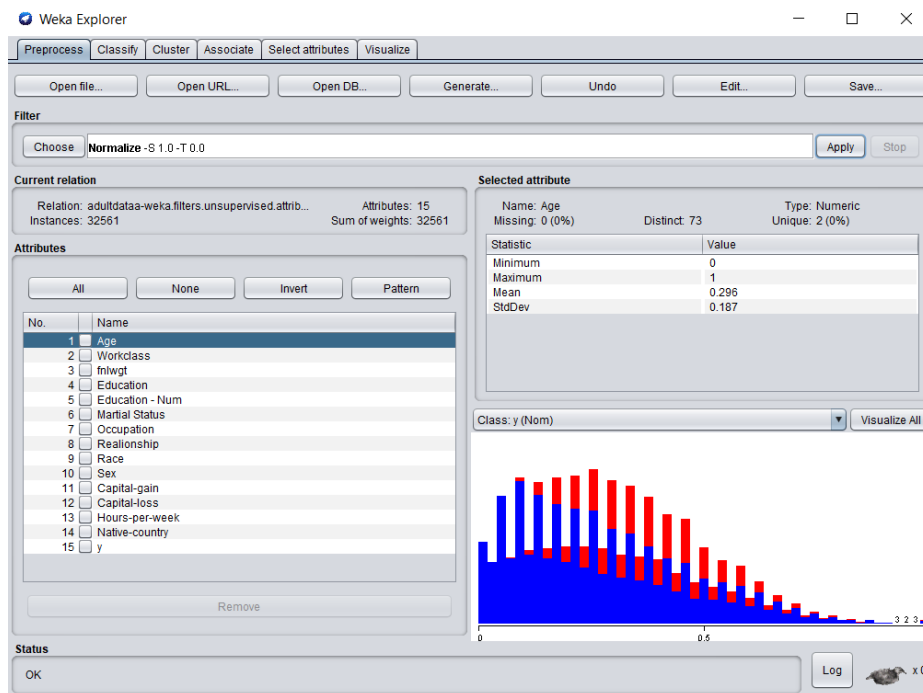 Weka Explorer
Preprocess Classify Cluster Associate Select attributes Visualize
Open file... Open URL... Open DB... Generate... Undo Edit... Save...
Filter
Choose Normalize -S 1.0 -T 0.0 Apply Stop
Current relation
Relation: adultdataa-weka.filters.unsupervised.attrib... Attributes: 15
Instances: 32561 Sum of weights: 32561
Attributes
All None Invert Pattern
No. Name
1 Age
2 Workclass
3 fnlwgt
4 Education
5 Education - Num
6 Martial Status
7 Occupation
8 Realionship
9 Race
10 Sex
11 Capital-gain
12 Capital-loss
13 Hours-per-week
14 Native-country
15 y
Remove
Selected attribute
Name: Age Type: Numeric
Missing: 0 (0%) Distinct: 73 Unique: 2 (0%)
Statistic Value
Minimum 0
Maximum 1
Mean 0.296
StdDev 0.187
Class: y (Nom) Visualize All
3 2 3
0 0.5
Status
OK Log x 0